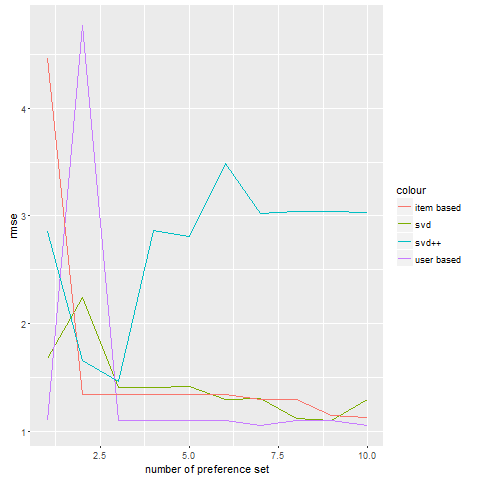 4
3
2
1
rmse
2.5 5.0 7.5 10.0
number of preference set
colour
item based
svd
svd++
user based